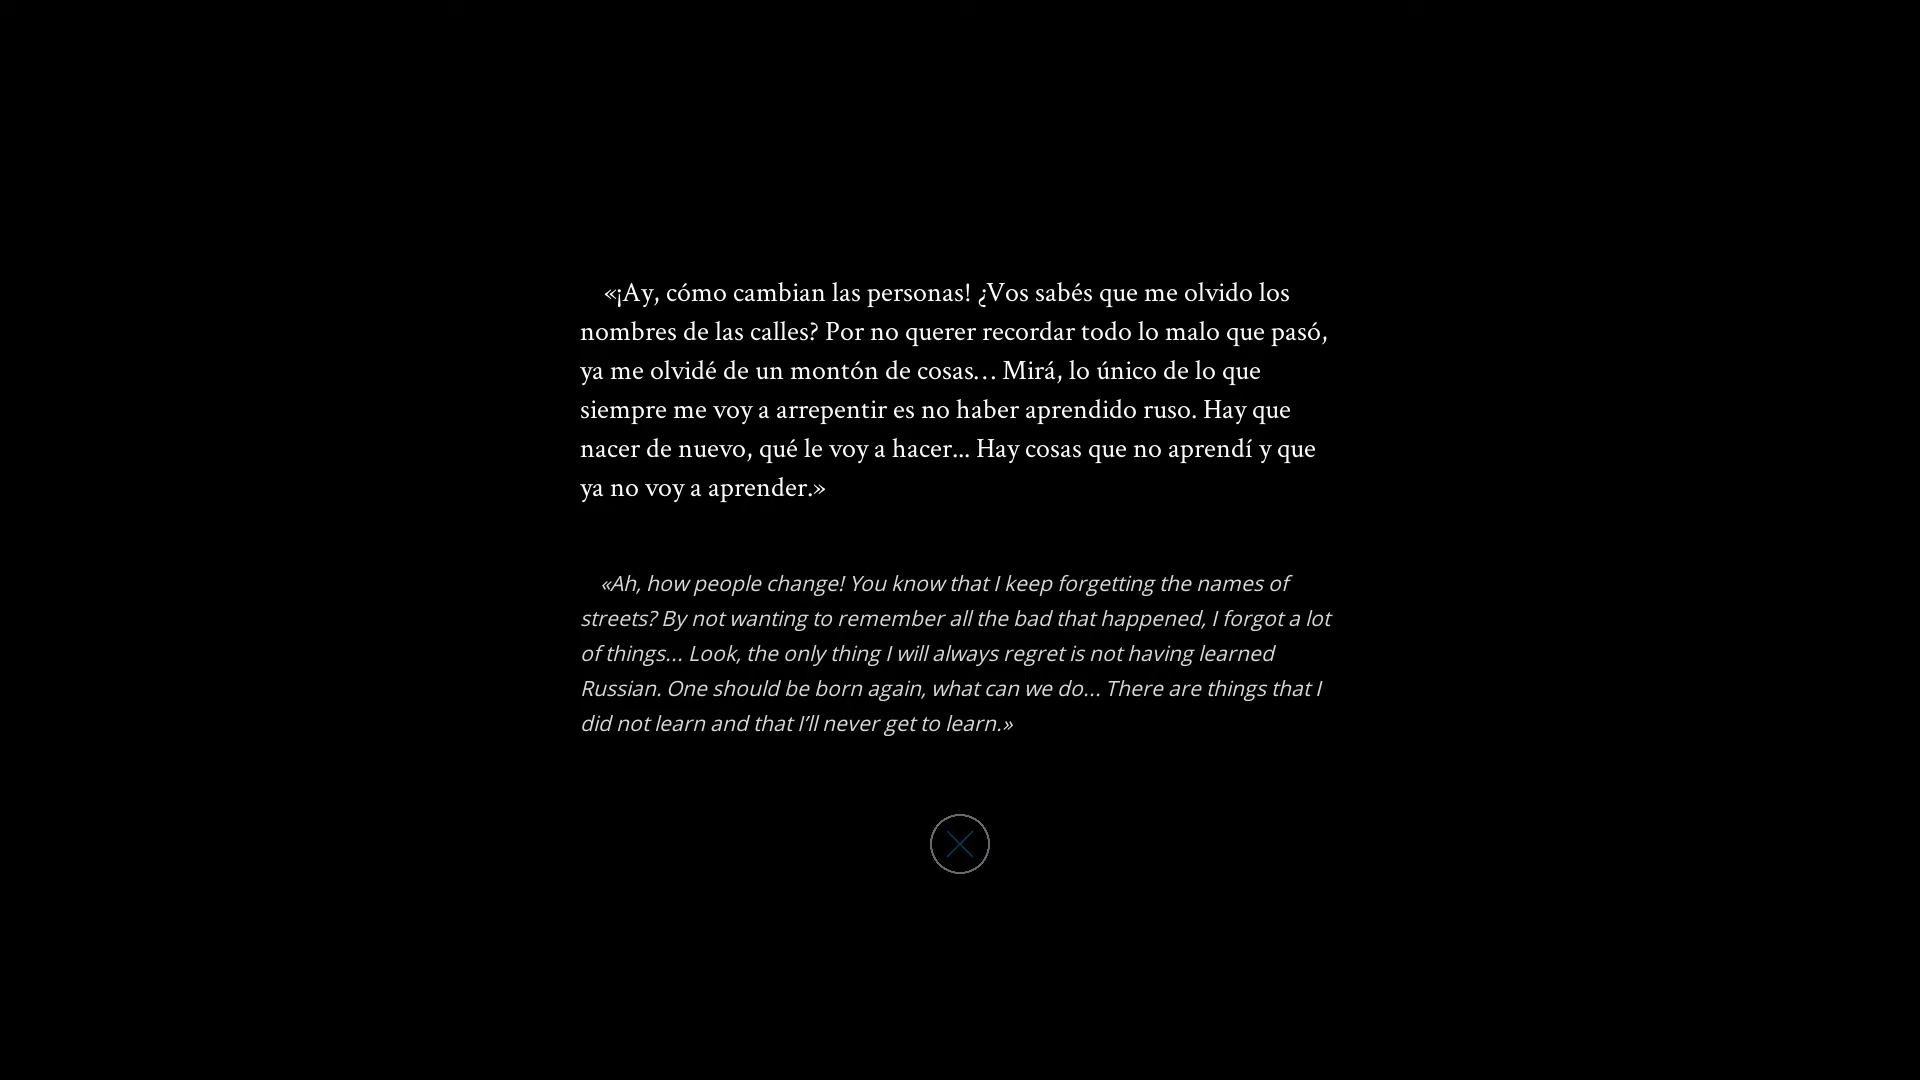 «¡Ay, cómo cambian las personas! ¿Vos sabés que me olvido los
nombres de las calles? Por no querer recordar todo lo malo que pasó,
ya me olvidé de un montón de cosas… Mirá, lo único de lo que
siempre me voy a arrepentir es no haber aprendido ruso. Hay que
nacer de nuevo, qué le voy a hacer... Hay cosas que no aprendí y que
ya no voy a aprender.»
«Ah, how people change! You know that I keep forgetting the names of
streets? By not wanting to remember all the bad that happened, I forgot a lot
of things... Look, the only thing I will always regret is not having learned
Russian. One should be born again, what can we do... There are things that I
did not learn and that I’ll never get to learn.»